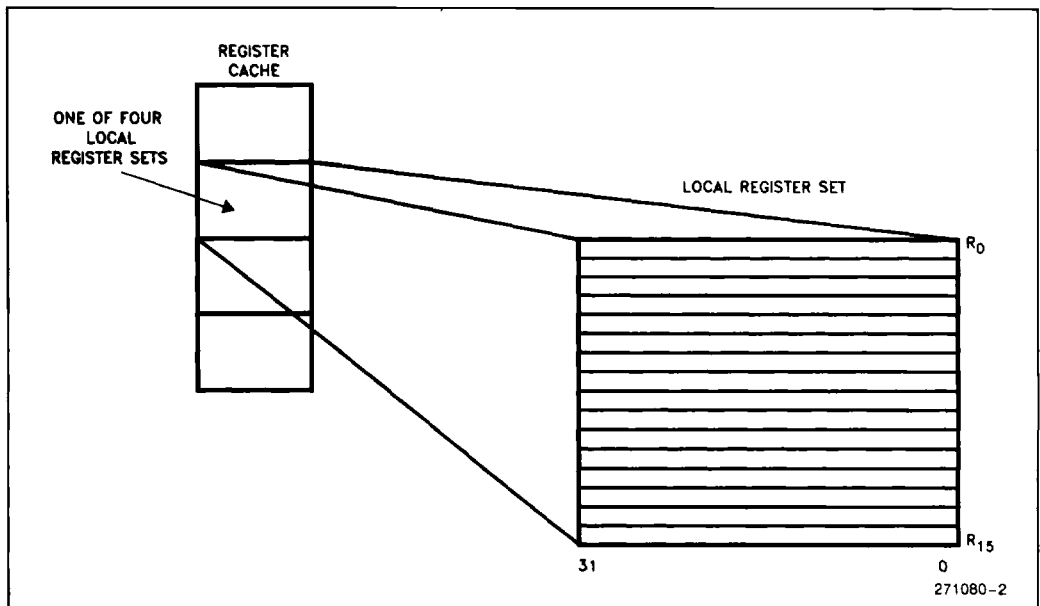 REGISTER
CACHE
ONE OF FOUR
LOCAL
REGISTER SETS
LOCAL REGISTER SET
R0
R15
31
0
271080-2